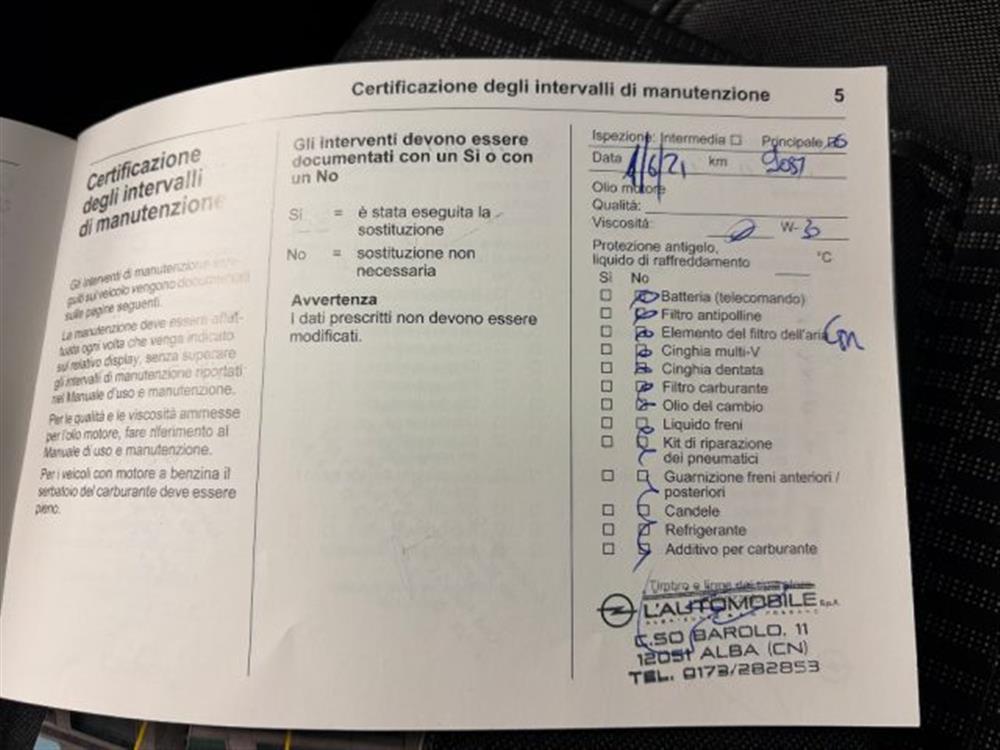 Certificazione degli intervalli di manutenzione 5
Certificazione
degli intervalli
di manutenzione
Gli interventi di manutenzione
sul veicolo vengono documentati
sulle pagine seguenti.
La manutenzione deve essere effet-
tuata ogni volta che venga indicato
sul relativo display, senza superare
gli intervalli di manutenzione riportati
nel Manuale d'uso e manutenzione.
Per le qualità e le viscosità ammesse
per l'olio motore, fare riferimento al
Manuale di uso e manutenzione.
Per i veicoli con motore a benzina il
serbatoio del carburante deve essere
pieno.
Gli interventi devono essere
documentati con un Sì o con
un No
Sì = è stata eseguita la
sostituzione
No = sostituzione non
necessaria
Avvertenza
I dati prescritti non devono essere
modificati.
Ispezione: Intermedia Principale
Data /6/21 km
Olio motore
Qualità:
Viscosità: W-
Protezione antigelo,
liquido di raffreddamento °C
Sì No
Batteria (telecomando)
Filtro antipolline
Elemento del filtro dell'aria
Cinghia multi-V
Cinghia dentata
Filtro carburante
Olio del cambio
Liquido freni
Kit di riparazione
dei pneumatici
Guarnizione freni anteriori /
posteriori
Candele
Refrigerante
Additivo per carburante
Timbro e firma
L'AUTOMOBILE S.p.A.
C.SO BAROLO, 11
12051 ALBA (CN)
TEL. 0173/282853